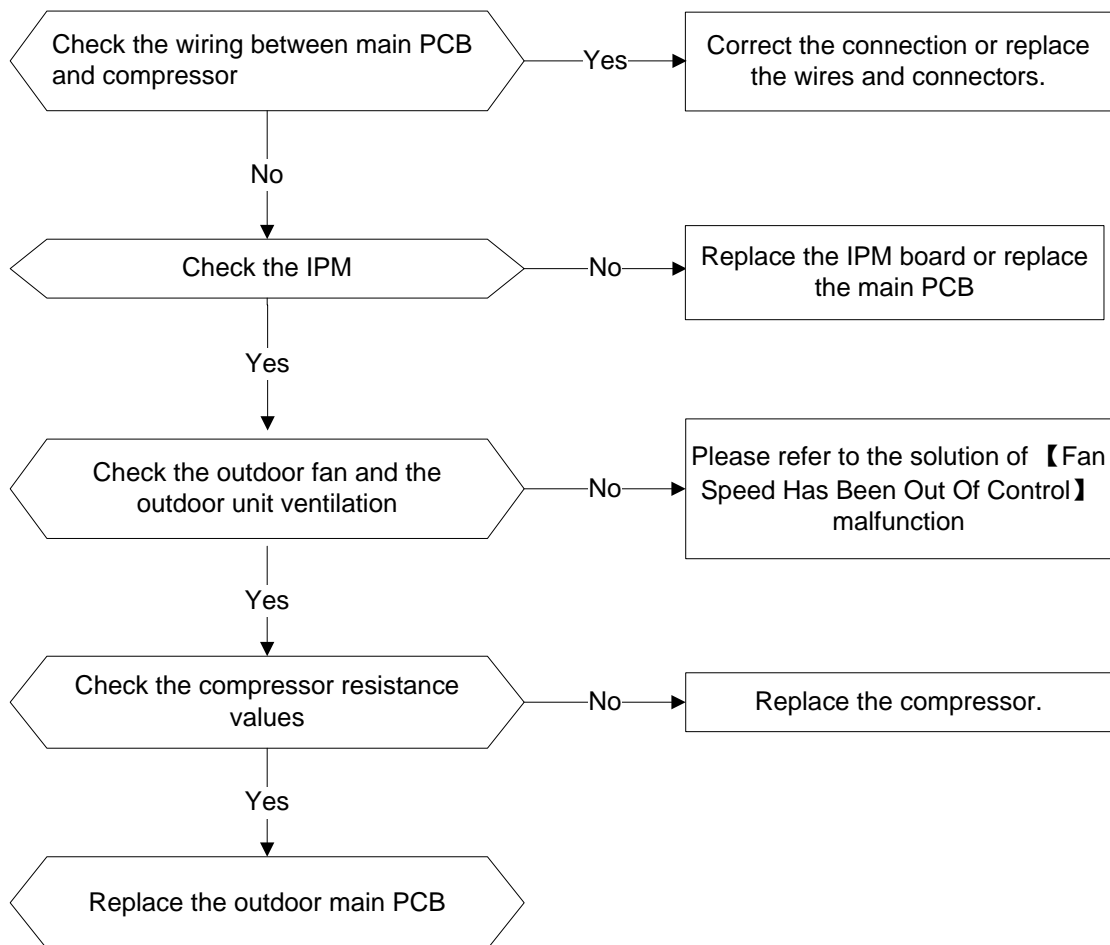 Check the wiring between main PCB
and compressor
Yes
Correct the connection or replace
the wires and connectors.
No
Check the IPM
No
Replace the IPM board or replace
the main PCB
Yes
Check the outdoor fan and the
outdoor unit ventilation
No
Please refer to the solution of 【Fan
Speed Has Been Out Of Control】
malfunction
Yes
Check the compressor resistance
values
No
Replace the compressor.
Yes
Replace the outdoor main PCB